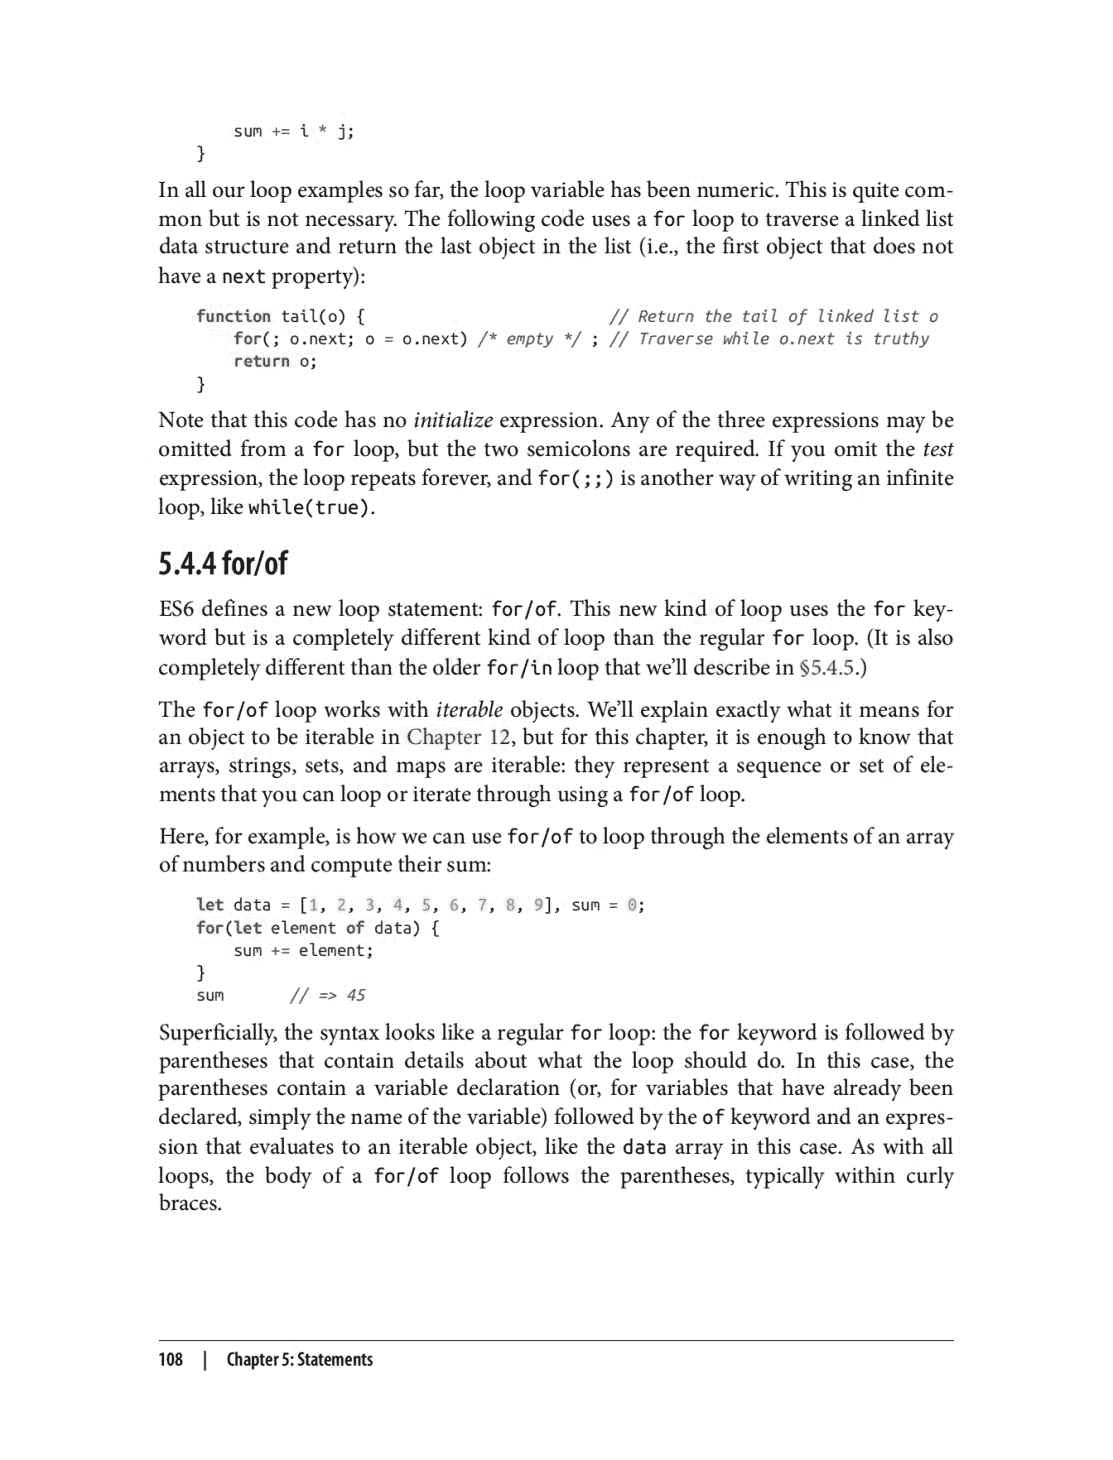 sum += i * j;
}
In all our loop examples so far, the loop variable has been numeric. This is quite com-
mon but is not necessary. The following code uses a for loop to traverse a linked list
data structure and return the last object in the list (i.e., the first object that does not
have a next property):
function tail(o) { // Return the tail of linked list o
for(; o.next; o = o.next) /* empty */ ; // Traverse while o.next is truthy
return o;
}
Note that this code has no initialize expression. Any of the three expressions may be
omitted from a for loop, but the two semicolons are required. If you omit the test
expression, the loop repeats forever, and for(;;) is another way of writing an infinite
loop, like while(true).
5.4.4 for/of
ES6 defines a new loop statement: for/of. This new kind of loop uses the for key-
word but is a completely different kind of loop than the regular for loop. (It is also
completely different than the older for/in loop that we'll describe in §5.4.5.)
The for/of loop works with iterable objects. We'll explain exactly what it means for
an object to be iterable in Chapter 12, but for this chapter, it is enough to know that
arrays, strings, sets, and maps are iterable: they represent a sequence or set of ele-
ments that you can loop or iterate through using a for/of loop.
Here, for example, is how we can use for/of to loop through the elements of an array
of numbers and compute their sum:
let data = [1, 2, 3, 4, 5, 6, 7, 8, 9], sum = 0;
for(let element of data) {
sum += element;
}
sum // => 45
Superficially, the syntax looks like a regular for loop: the for keyword is followed by
parentheses that contain details about what the loop should do. In this case, the
parentheses contain a variable declaration (or, for variables that have already been
declared, simply the name of the variable) followed by the of keyword and an expres-
sion that evaluates to an iterable object, like the data array in this case. As with all
loops, the body of a for/of loop follows the parentheses, typically within curly
braces.
108 | Chapter 5: Statements